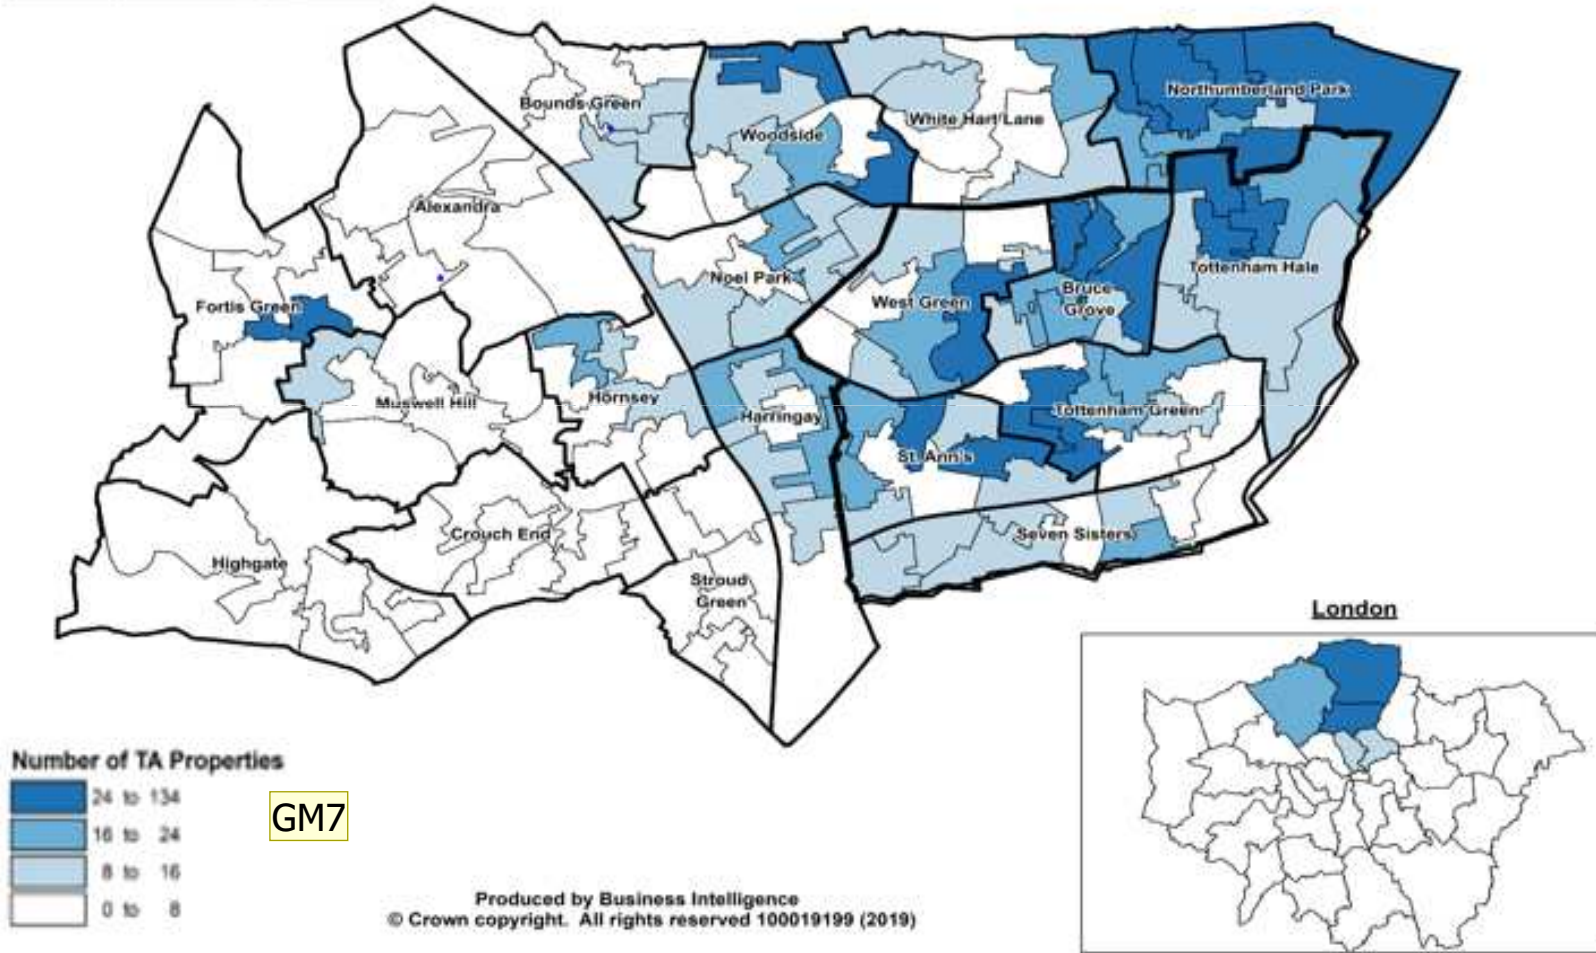 Bounds Green
Woodside
White Hart Lane
Northumberland Park
Alexandra
Fortis Green
Noel Park
West Green
Bruce
Grove
Tottenham Hale
Muswell Hill
Hornsey
Harringay
Tottenham Green
St. Ann's
Highgate
Crouch End
Seven Sisters
Stroud
Green
London
Number of TA Properties
24 to 134
16 to 24
8 to 16
0 to 8
GM7
Produced by Business Intelligence
© Crown copyright. All rights reserved 100019199 (2019)